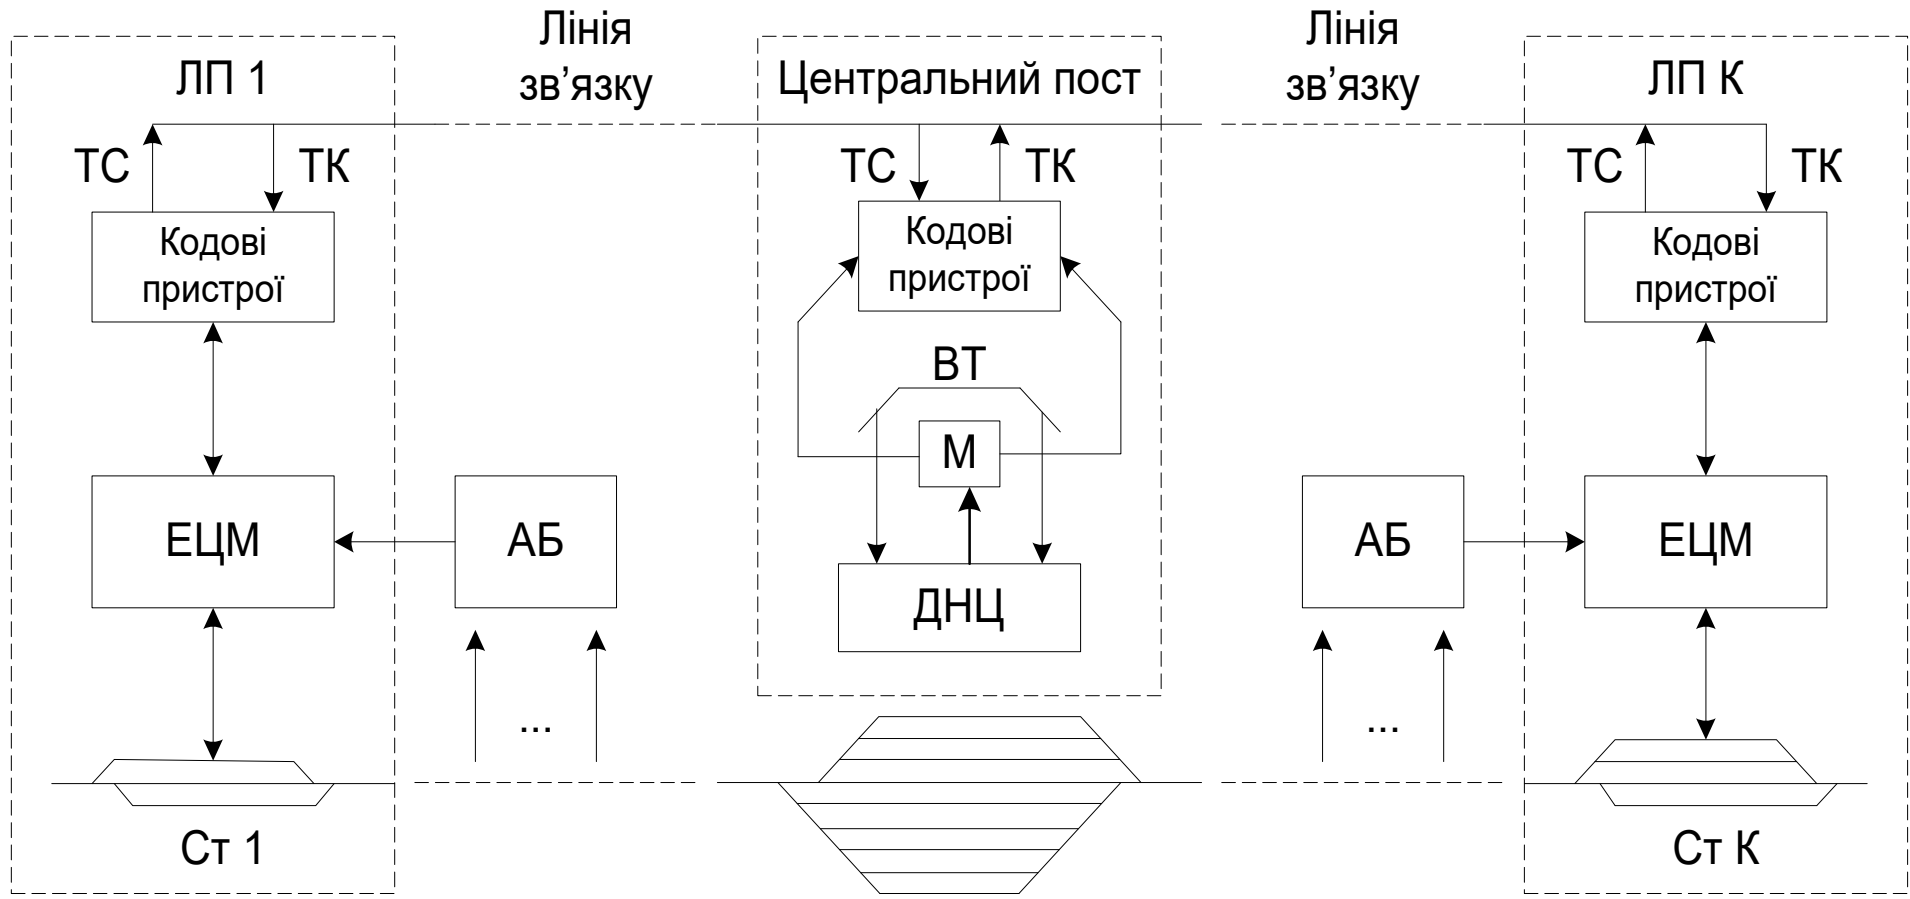 Лінія
зв’язку
Лінія
зв’язку
ЛП 1
Центральний пост
ЛП К
ТС
ТК
ТС
ТК
ТС
ТК
Кодові
пристрої
Кодові
пристрої
Кодові
пристрої
ВТ
М
ЕЦМ
АБ
АБ
ЕЦМ
ДНЦ
...
...
Ст 1
Ст К